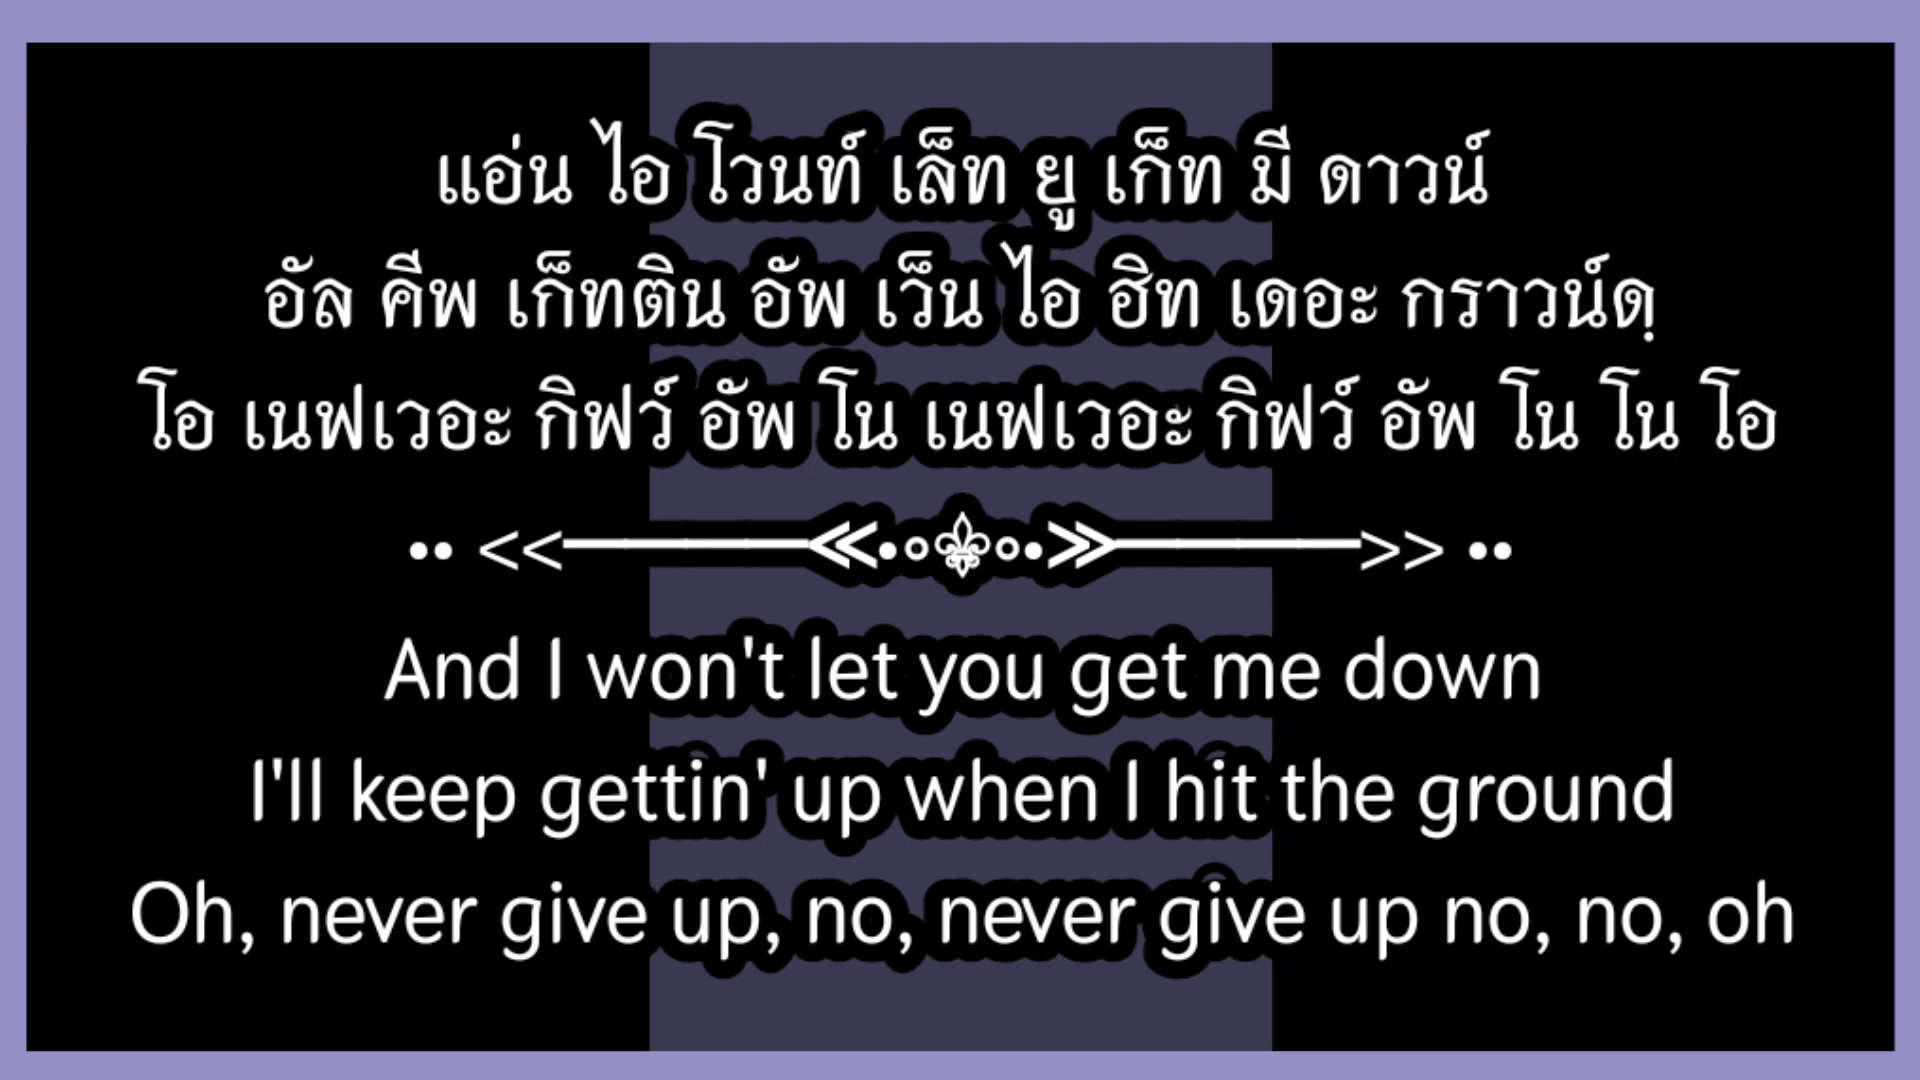 แอ่น ไอ โวนท์ เล็ท ยู เก็ท มี ดาวน์
อัล คีพ เก็ทติน อัพ เว็น ไอ ฮิท เดอะ กราวน์ดฺ
โอ เนฟเวอะ กิฟว์ อัพ โน เนฟเวอะ กิฟว์ อัพ โน โน โอ
•• <<━━━━≪•◦⚜◦•≫━━━━>> ••
And I won't let you get me down
I'll keep gettin' up when I hit the ground
Oh, never give up, no, never give up no, no, oh